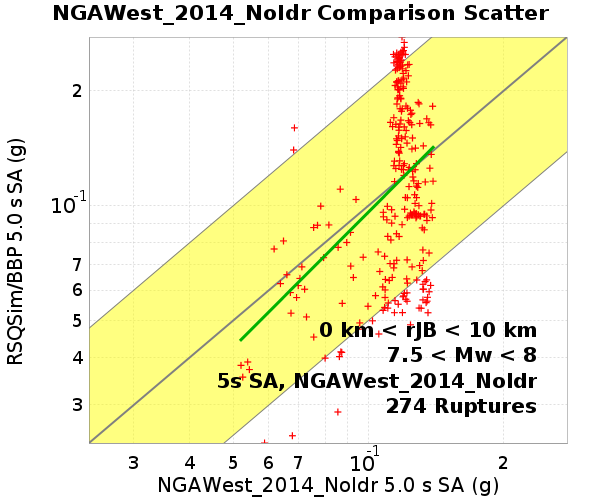 NGAWest_2014_NoIdr Comparison Scatter
RSQSim/BBP 5.0 s SA (g)
2
10-1
7
6
5
4
3
0 km < rJB < 10 km
7.5 < Mw < 8
5s SA, NGAWest_2014_NoIdr
274 Ruptures
3 4 5 6 7 10-1 2
NGAWest_2014_NoIdr 5.0 s SA (g)